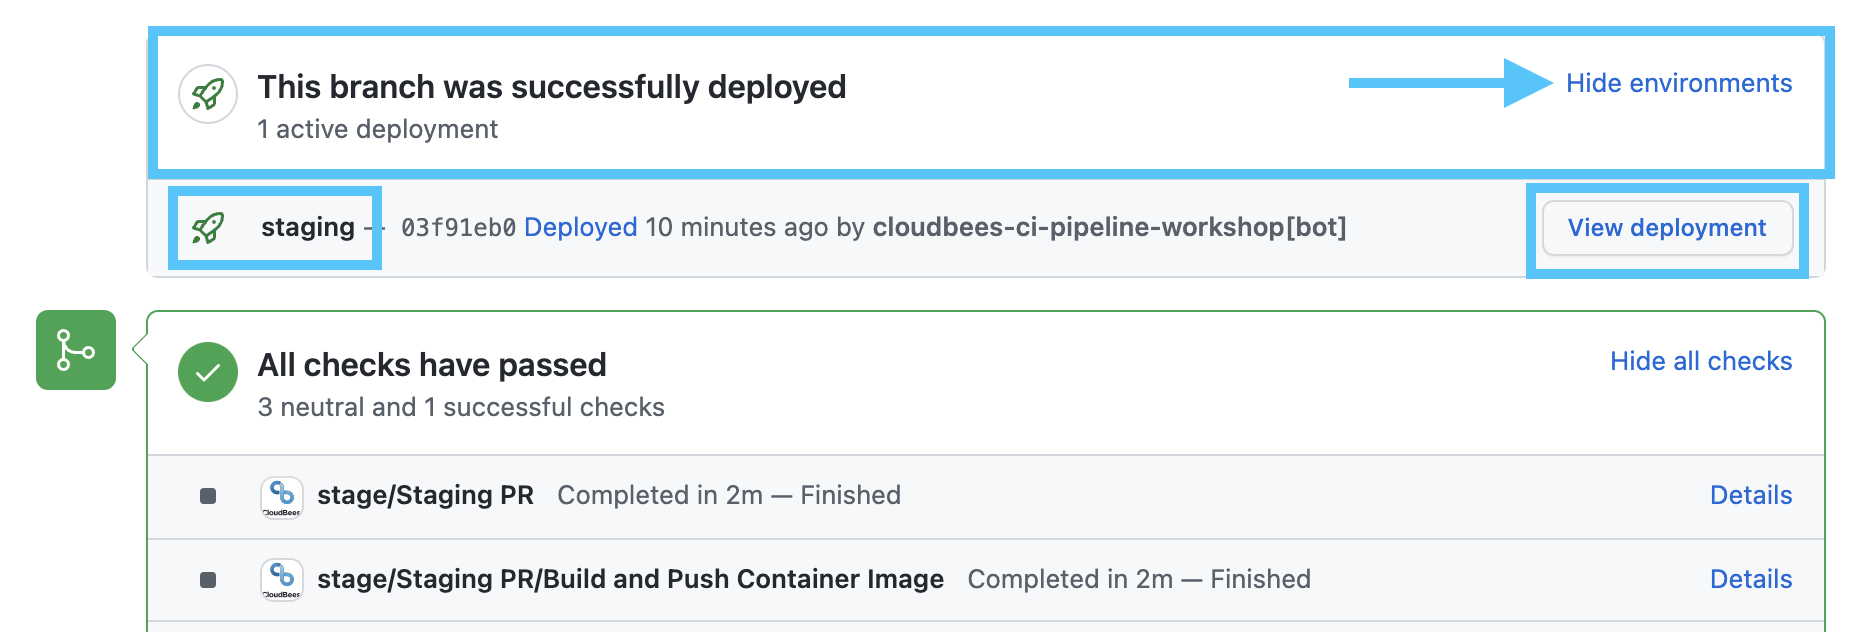 This branch was successfully deployed
Hide environments
1 active deployment
staging — 03f91eb0 Deployed 10 minutes ago by cloudbees-ci-pipeline-workshop[bot]
View deployment
All checks have passed
Hide all checks
3 neutral and 1 successful checks
CloudBees
stage/Staging PR Completed in 2m — Finished
Details
CloudBees
stage/Staging PR/Build and Push Container Image Completed in 2m — Finished
Details